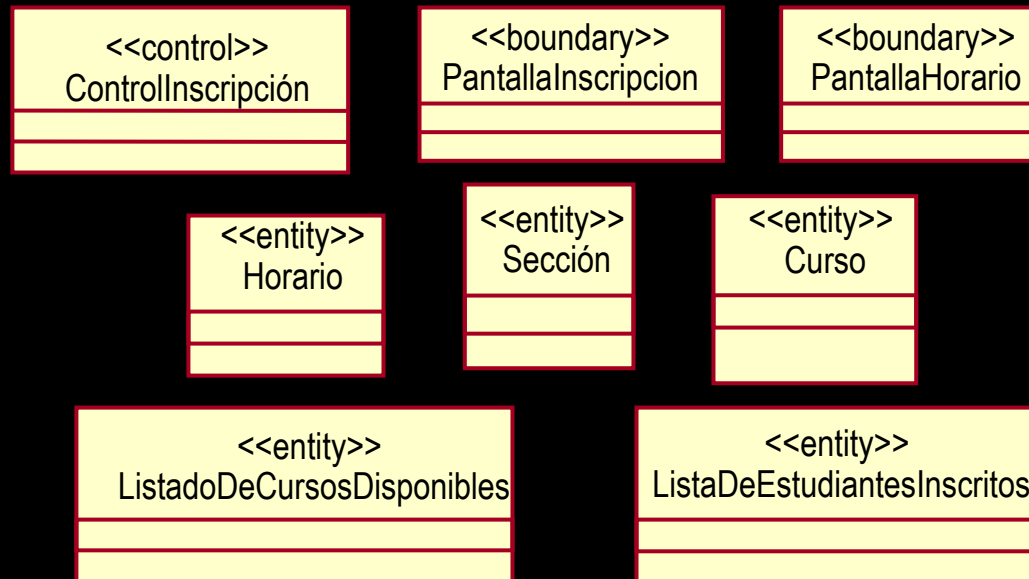 <<control>>
ControlInscripción
<<boundary>>
PantallaInscripcion
<<boundary>>
PantallaHorario
<<entity>>
Horario
<<entity>>
Sección
<<entity>>
Curso
<<entity>>
ListadoDeCursosDisponibles
<<entity>>
ListaDeEstudiantesInscritos